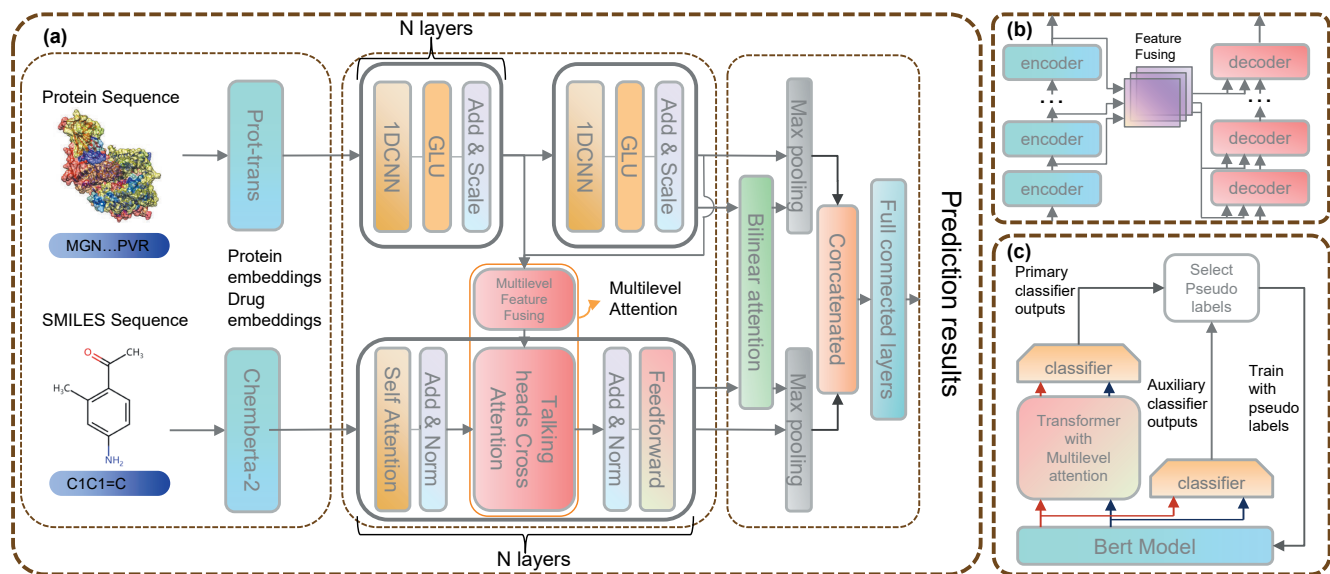 (a)
N layers
Protein Sequence
MGN...PVR
Prot-trans
Protein
embeddings
Drug
embeddings
SMILES Sequence
O
CH₃
H₃C
NH₂
C1C1=C
Chemberta-2
1DCNN
GLU
Add & Scale
1DCNN
GLU
Add & Scale
Multilevel
Feature
Fusing
Multilevel
Attention
Self Attention
Add & Norm
Talking
heads Cross
Attention
Add & Norm
Feedforward
N layers
Max pooling
Bilinear attention
Max pooling
Concatenated
Full connected layers
Prediction results
(b)
encoder
...
encoder
encoder
Feature
Fusing
decoder
...
decoder
decoder
(c)
Primary
classifier
outputs
Select
Pseudo
labels
classifier
Auxiliary
classifier
outputs
Train
with
pseudo
labels
Transformer
with
Multilevel
attention
classifier
Bert Model